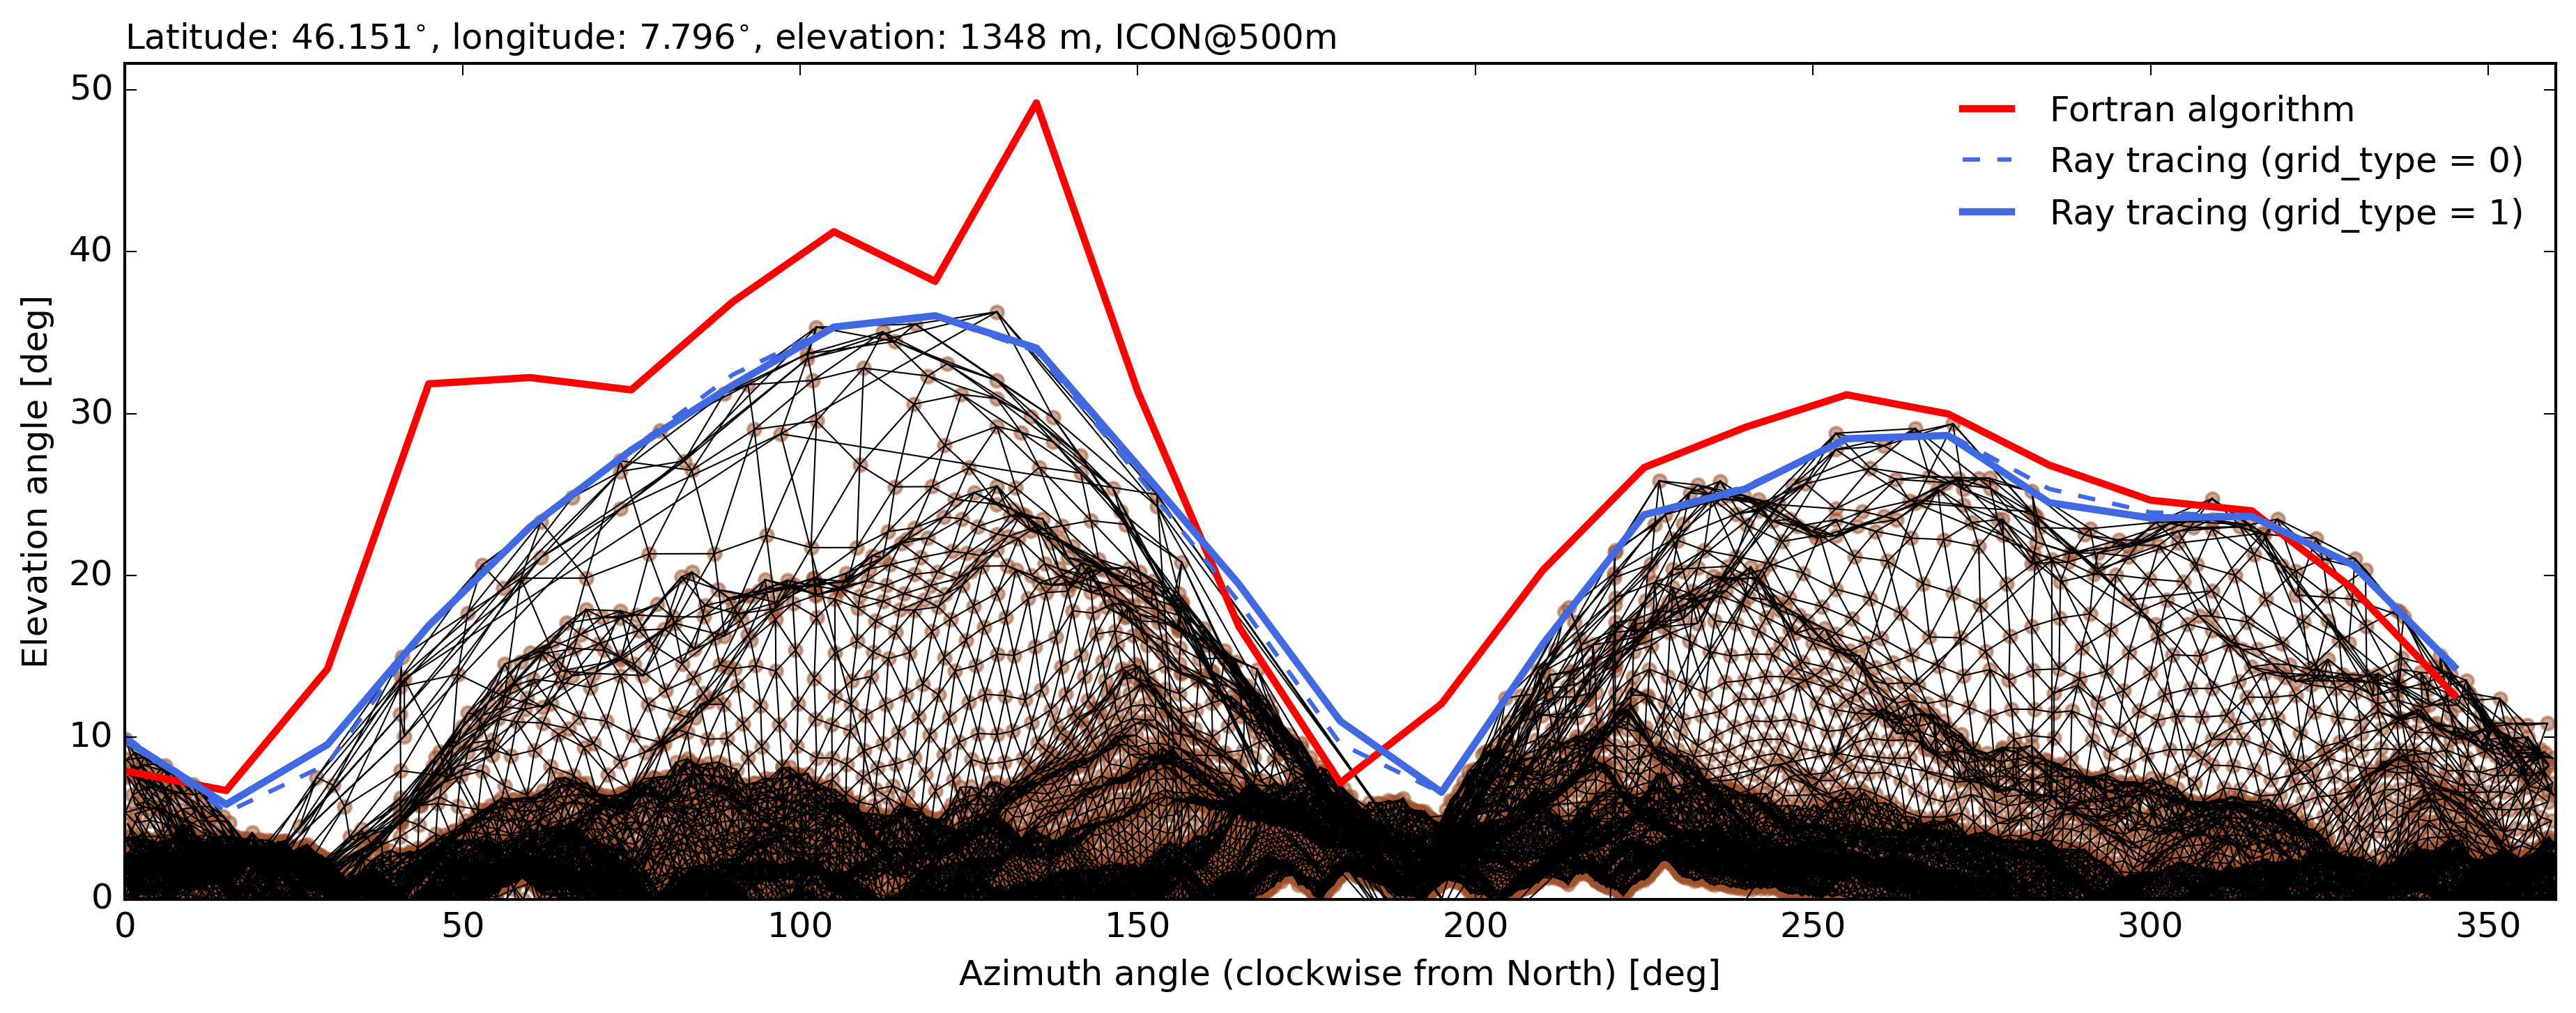 Latitude: 46.151°, longitude: 7.796°, elevation: 1348 m, ICON@500m
50
40
30
20
10
0
Elevation angle [deg]
Fortran algorithm
Ray tracing (grid_type = 0)
Ray tracing (grid_type = 1)
0 50 100 150 200 250 300 350
Azimuth angle (clockwise from North) [deg]